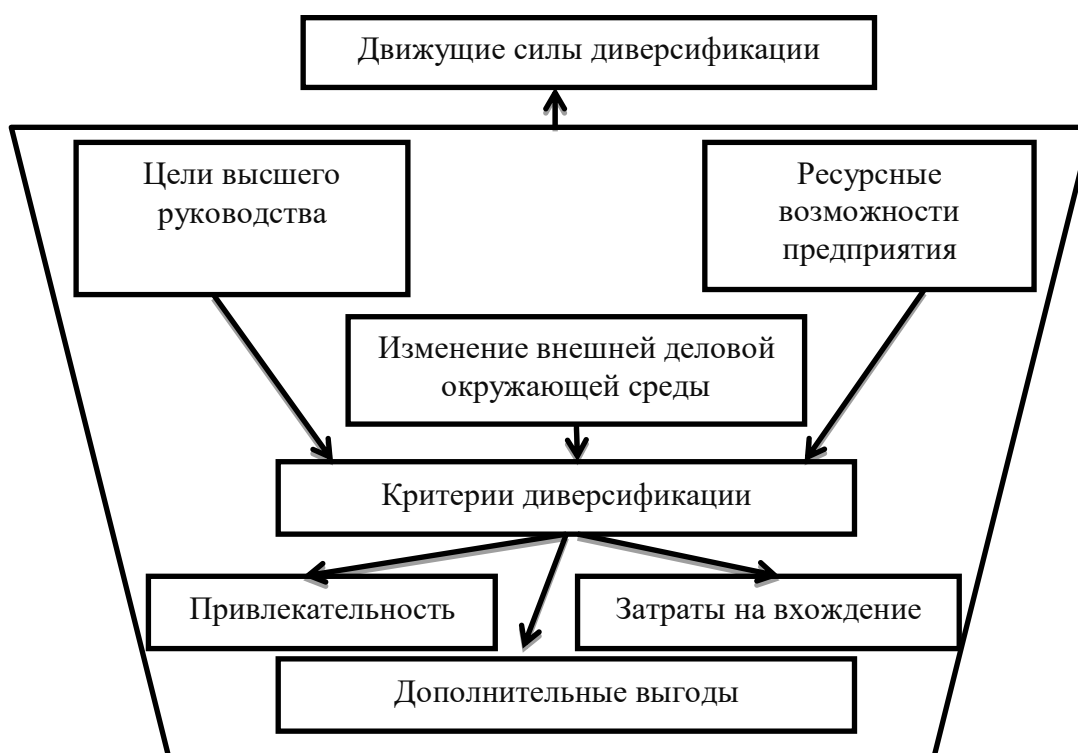 Движущие силы диверсификации
Цели высшего
руководства
Ресурсные
возможности
предприятия
Изменение внешней деловой
окружающей среды
Критерии диверсификации
Привлекательность
Затраты на вхождение
Дополнительные выгоды